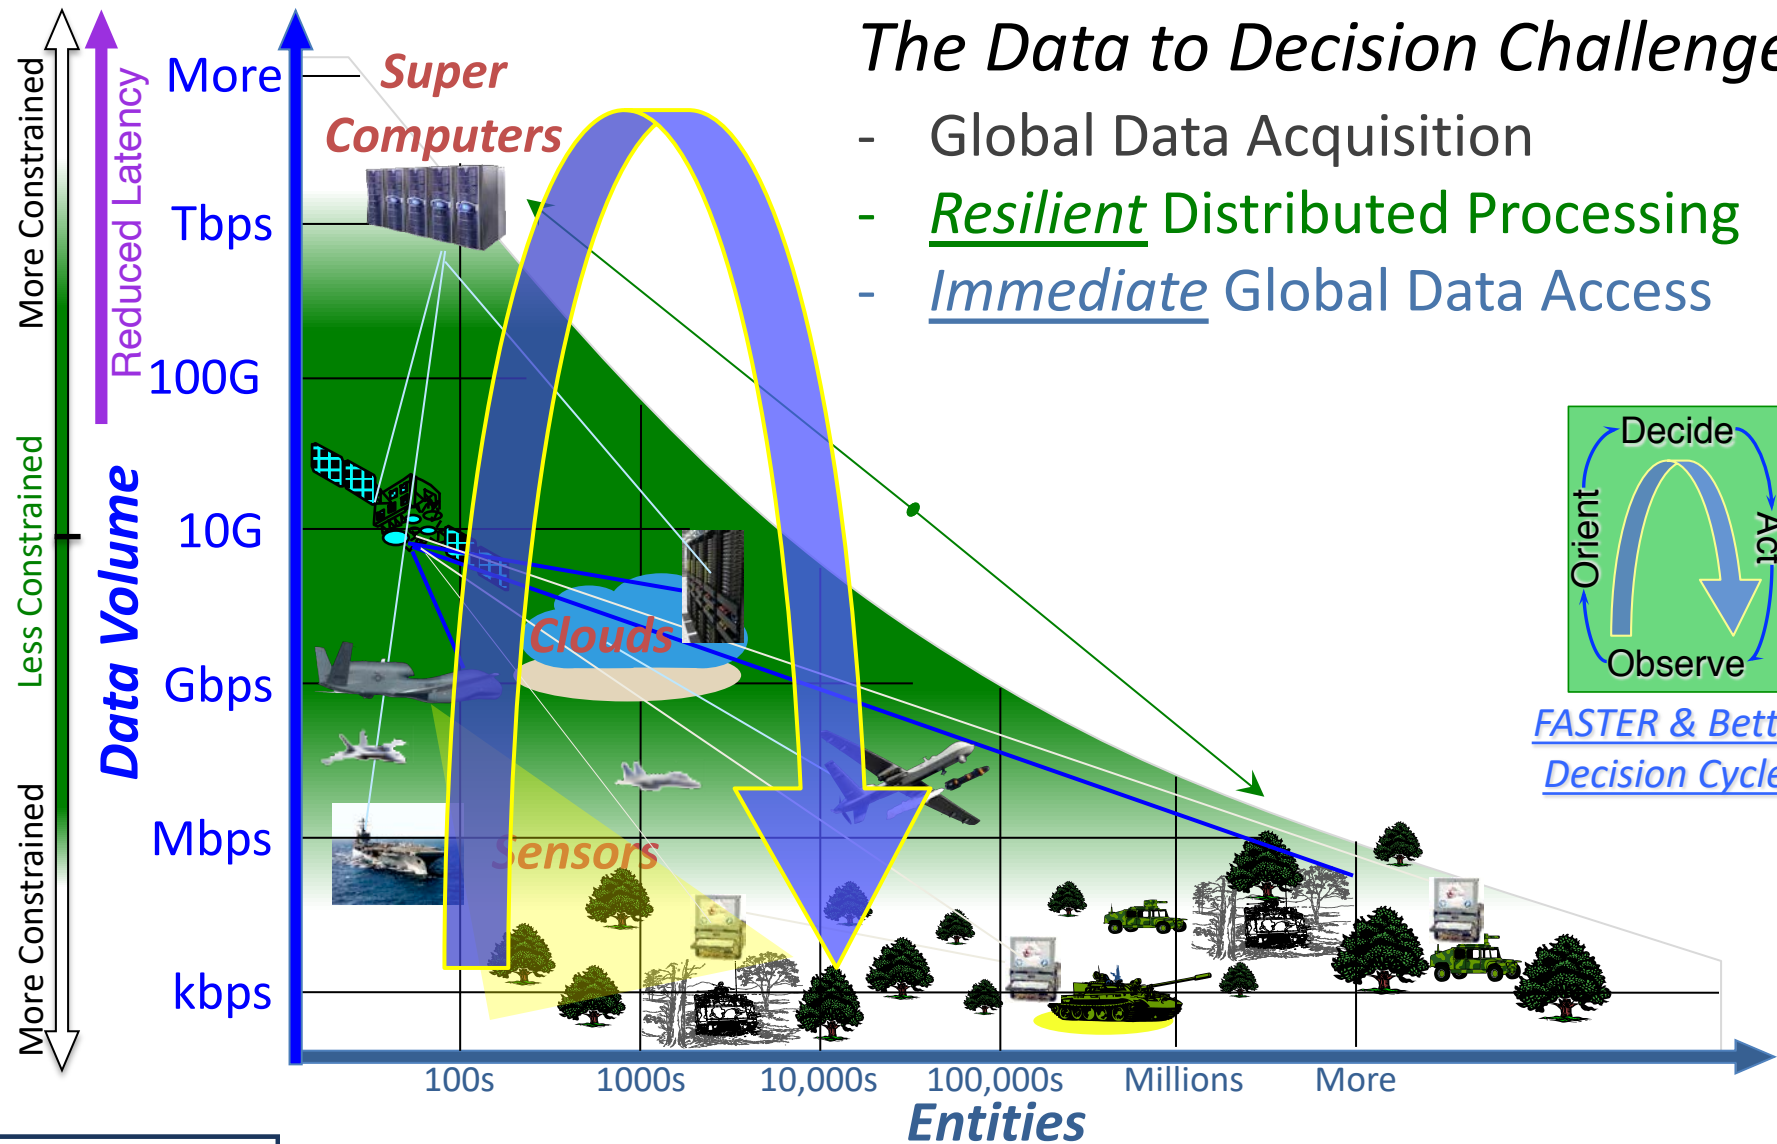 The Data to Decision Challenge
- Global Data Acquisition
- Resilient Distributed Processing
- Immediate Global Data Access
More Constrained
Less Constrained
More Constrained
Reduced Latency
Data Volume
More
Tbps
100G
10G
Gbps
Mbps
kbps
Super
Computers
Clouds
Sensors
Decide
Orient
Act
Observe
FASTER & Bett
Decision Cycle
100s
1000s
10,000s
100,000s
Millions
More
Entities